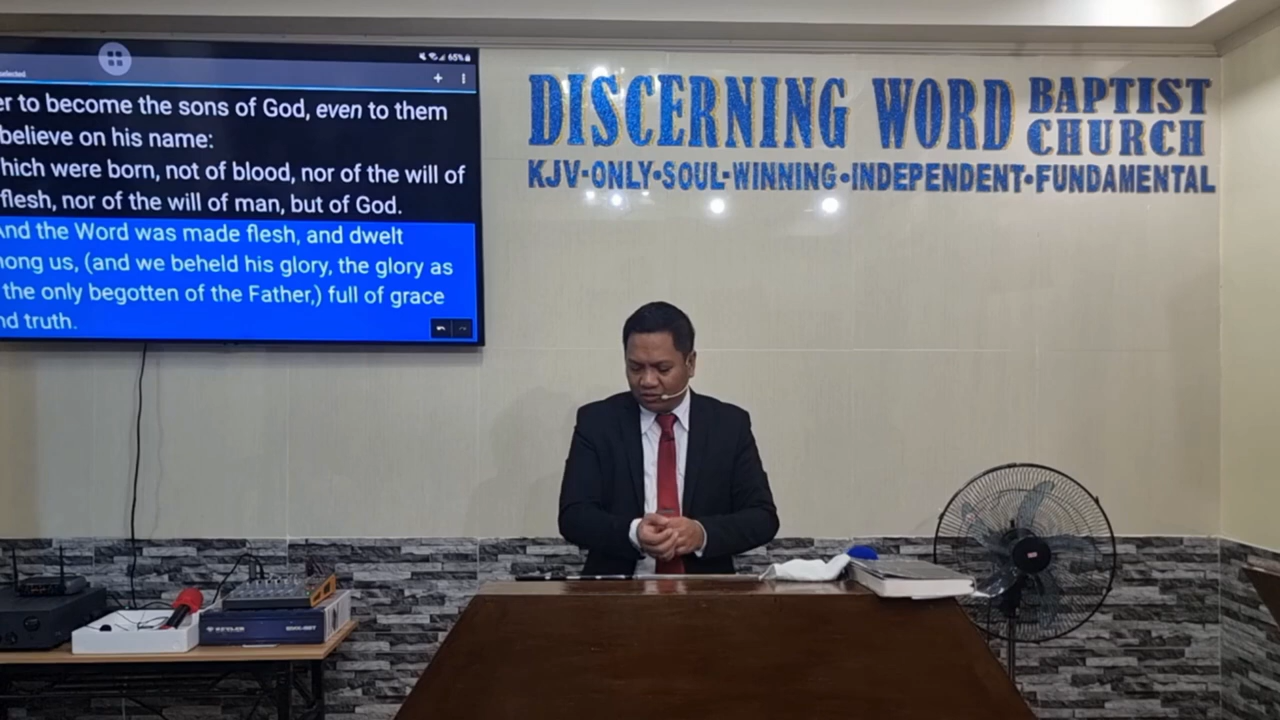 selected
65%
er to become the sons of God, even to them
believe on his name:
hich were born, not of blood, nor of the will of
flesh, nor of the will of man, but of God.
And the Word was made flesh, and dwelt
ong us, (and we beheld his glory, the glory as
the only begotten of the Father,) full of grace
nd truth.
DISCERNING WORD BAPTIST CHURCH
KJV-ONLY•SOUL-WINNING•INDEPENDENT•FUNDAMENTAL